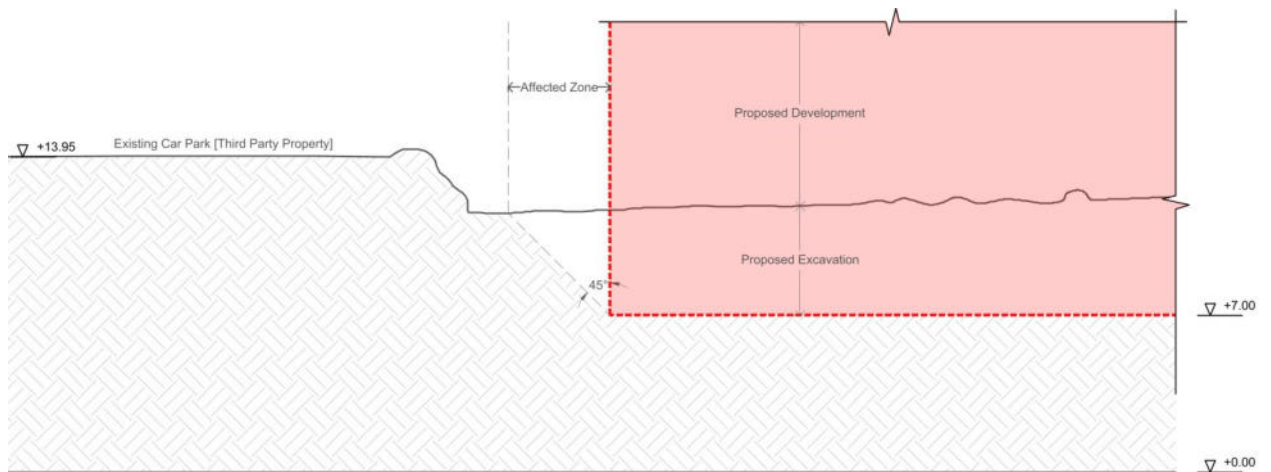 Affected Zone
Proposed Development
+13.95
Existing Car Park [Third Party Property]
Proposed Excavation
45°
+7.00
+0.00